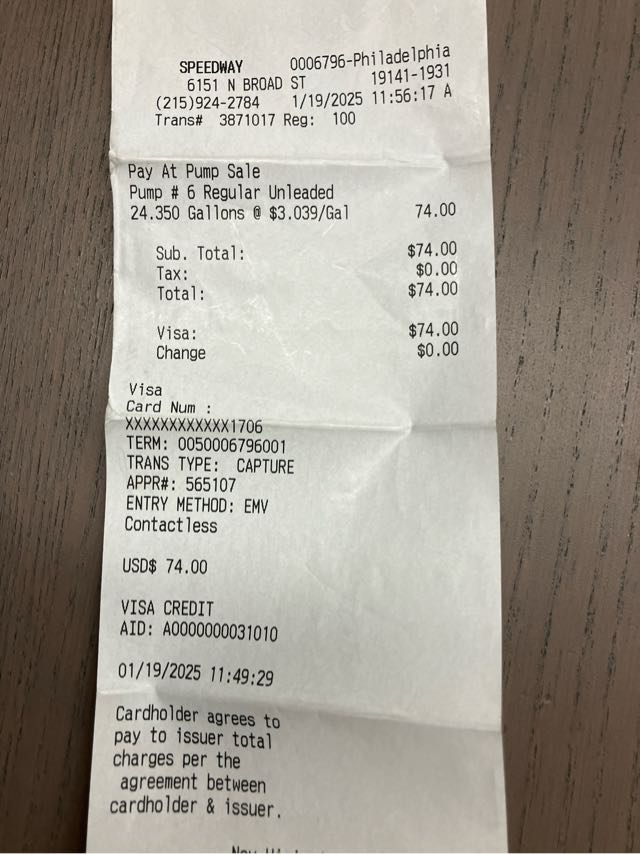 SPEEDWAY 0006796-Philadelphia
6151 N BROAD ST 19141-1931
(215)924-2784 1/19/2025 11:56:17 A
Trans# 3871017 Reg: 100
Pay At Pump Sale
Pump # 6 Regular Unleaded
24.350 Gallons @ $3.039/Gal 74.00
Sub. Total: $74.00
Tax: $0.00
Total: $74.00
Visa: $74.00
Change $0.00
Visa
Card Num :
XXXXXXXXXXXX1706
TERM: 0050006796001
TRANS TYPE: CAPTURE
APPR#: 565107
ENTRY METHOD: EMV
Contactless
USD$ 74.00
VISA CREDIT
AID: A0000000031010
01/19/2025 11:49:29
Cardholder agrees to
pay to issuer total
charges per the
agreement between
cardholder & issuer.